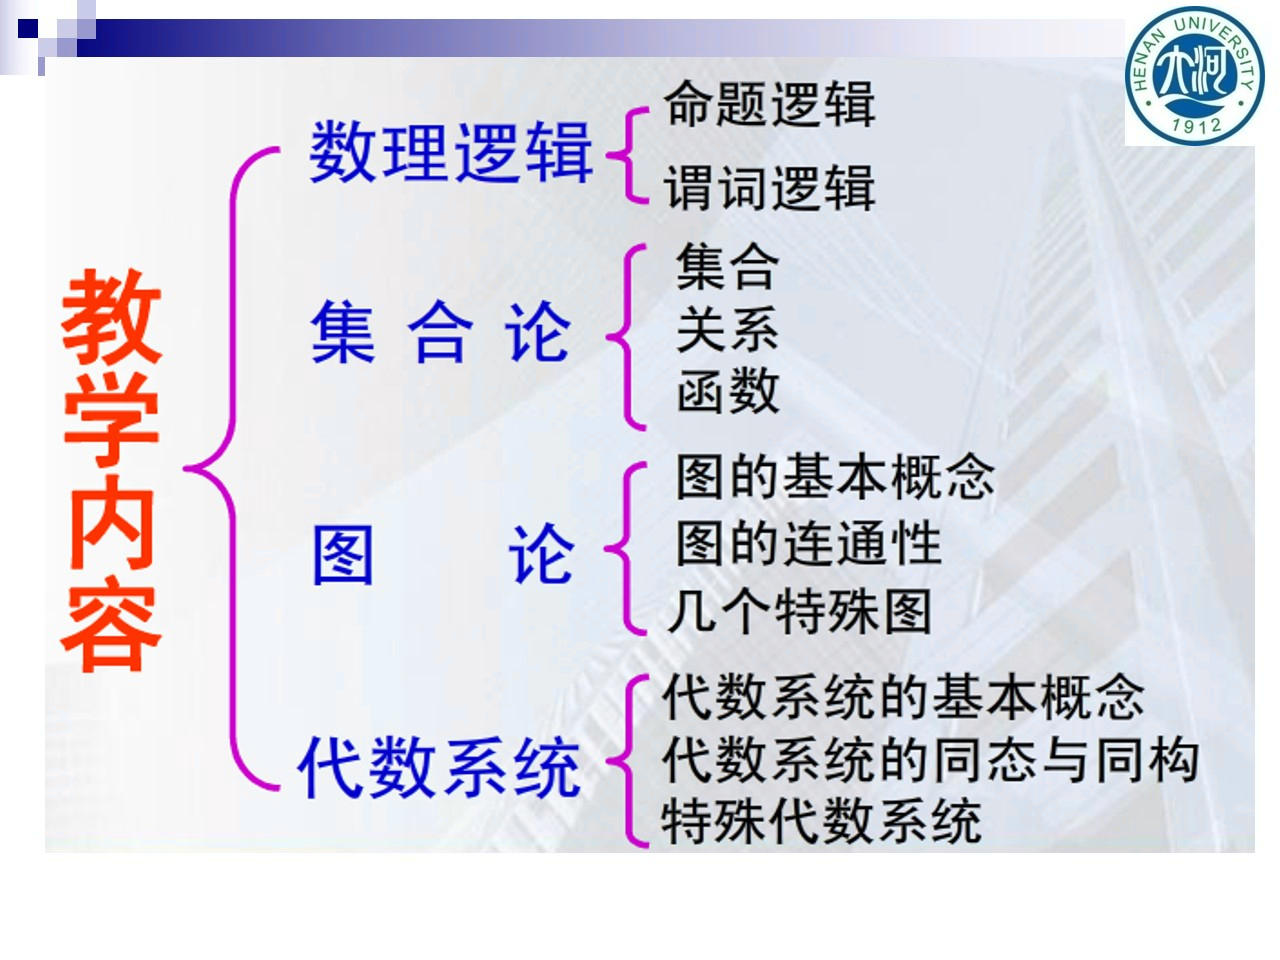 HENAN UNIVERSITY
河大
1912
教学内容
数理逻辑
命题逻辑
谓词逻辑
集合论
集合
关系
函数
图论
图的基本概念
图的连通性
几个特殊图
代数系统
代数系统的基本概念
代数系统的同态与同构
特殊代数系统